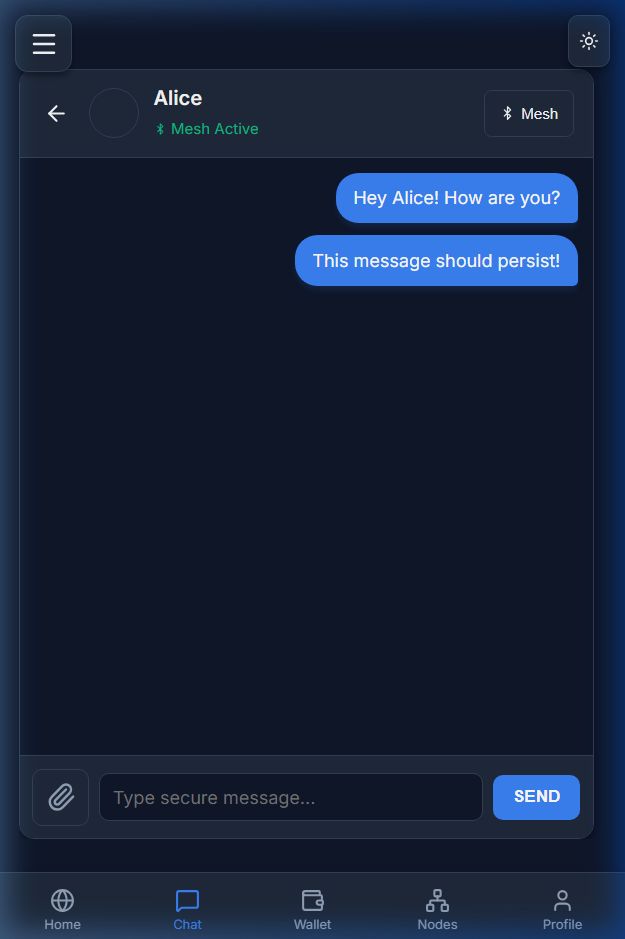 Alice
Mesh Active
Mesh
Hey Alice! How are you?
This message should persist!
Type secure message...
SEND
Home
Chat
Wallet
Nodes
Profile